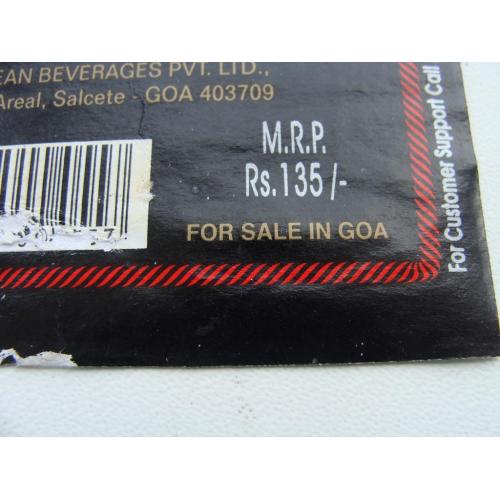 EAN BEVERAGES PVT. LTD.,
Areal, Salcete - GOA 403709
M.R.P.
Rs.135/-
FOR SALE IN GOA
For Customer Support Call